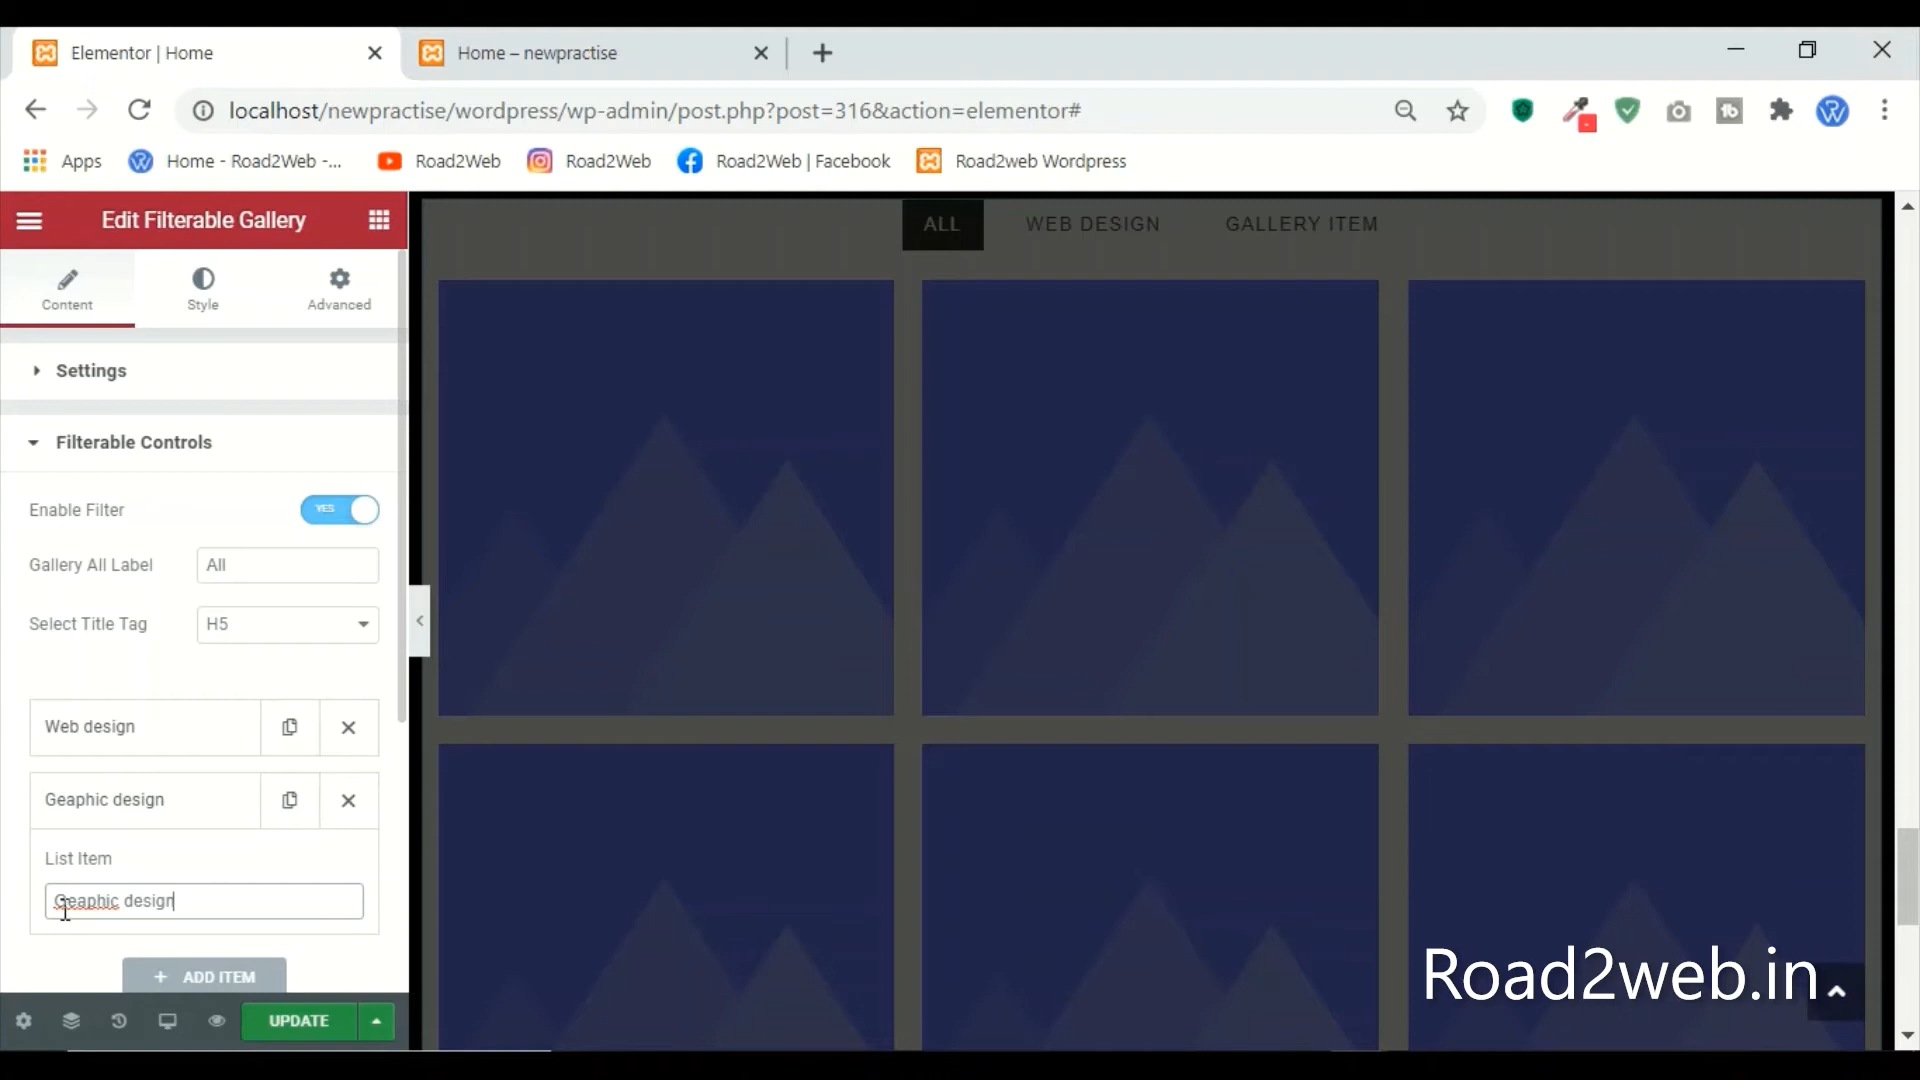 Elementor | Home
Home – newpractise
localhost/newpractise/wordpress/wp-admin/post.php?post=316&action=elementor#
Apps
Home - Road2Web -...
Road2Web
Road2Web
Road2Web | Facebook
Road2web Wordpress
Edit Filterable Gallery
Content
Style
Advanced
ALL
WEB DESIGN
GALLERY ITEM
Settings
Filterable Controls
Enable Filter
YES
Gallery All Label
All
Select Title Tag
H5
Web design
Geaphic design
List Item
Geaphic design
+ ADD ITEM
UPDATE
Road2web.in